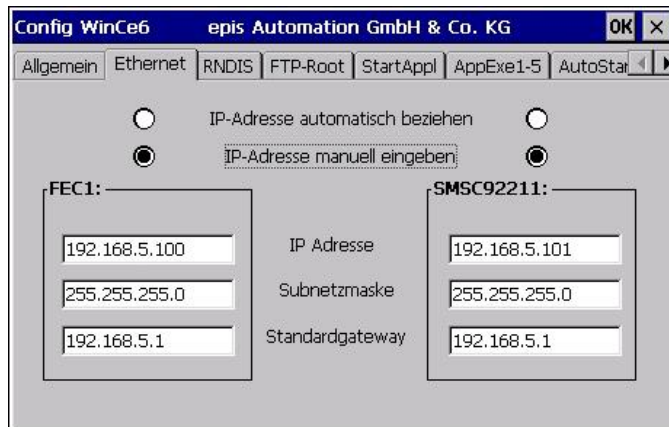 Config WinCe6 epis Automation GmbH & Co. KG OK ×
Allgemein Ethernet RNDIS FTP-Root StartAppl AppExe1-5 AutoStar
IP-Adresse automatisch beziehen
IP-Adresse manuell eingeben
FEC1: SMSC92211:
192.168.5.100 IP Adresse 192.168.5.101
255.255.255.0 Subnetzmaske 255.255.255.0
192.168.5.1 Standardgateway 192.168.5.1